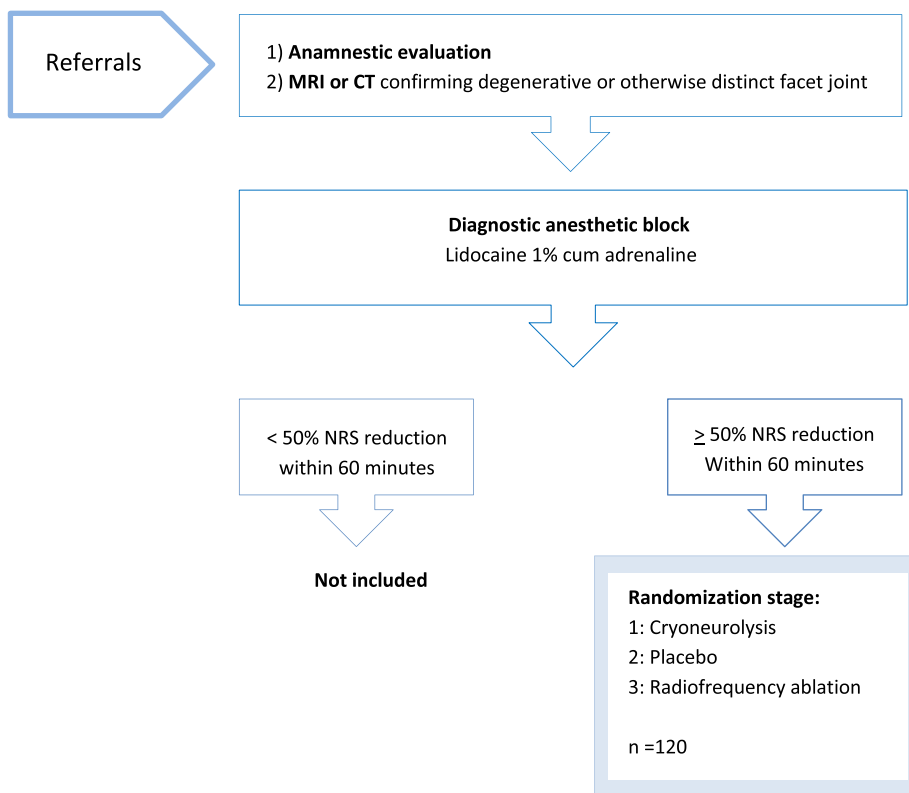 Referrals
1) Anamnestic evaluation
2) MRI or CT confirming degenerative or otherwise distinct facet joint
Diagnostic anesthetic block
Lidocaine 1% cum adrenaline
< 50% NRS reduction
within 60 minutes
≥ 50% NRS reduction
Within 60 minutes
Not included
Randomization stage:
1: Cryoneurolysis
2: Placebo
3: Radiofrequency ablation
n =120